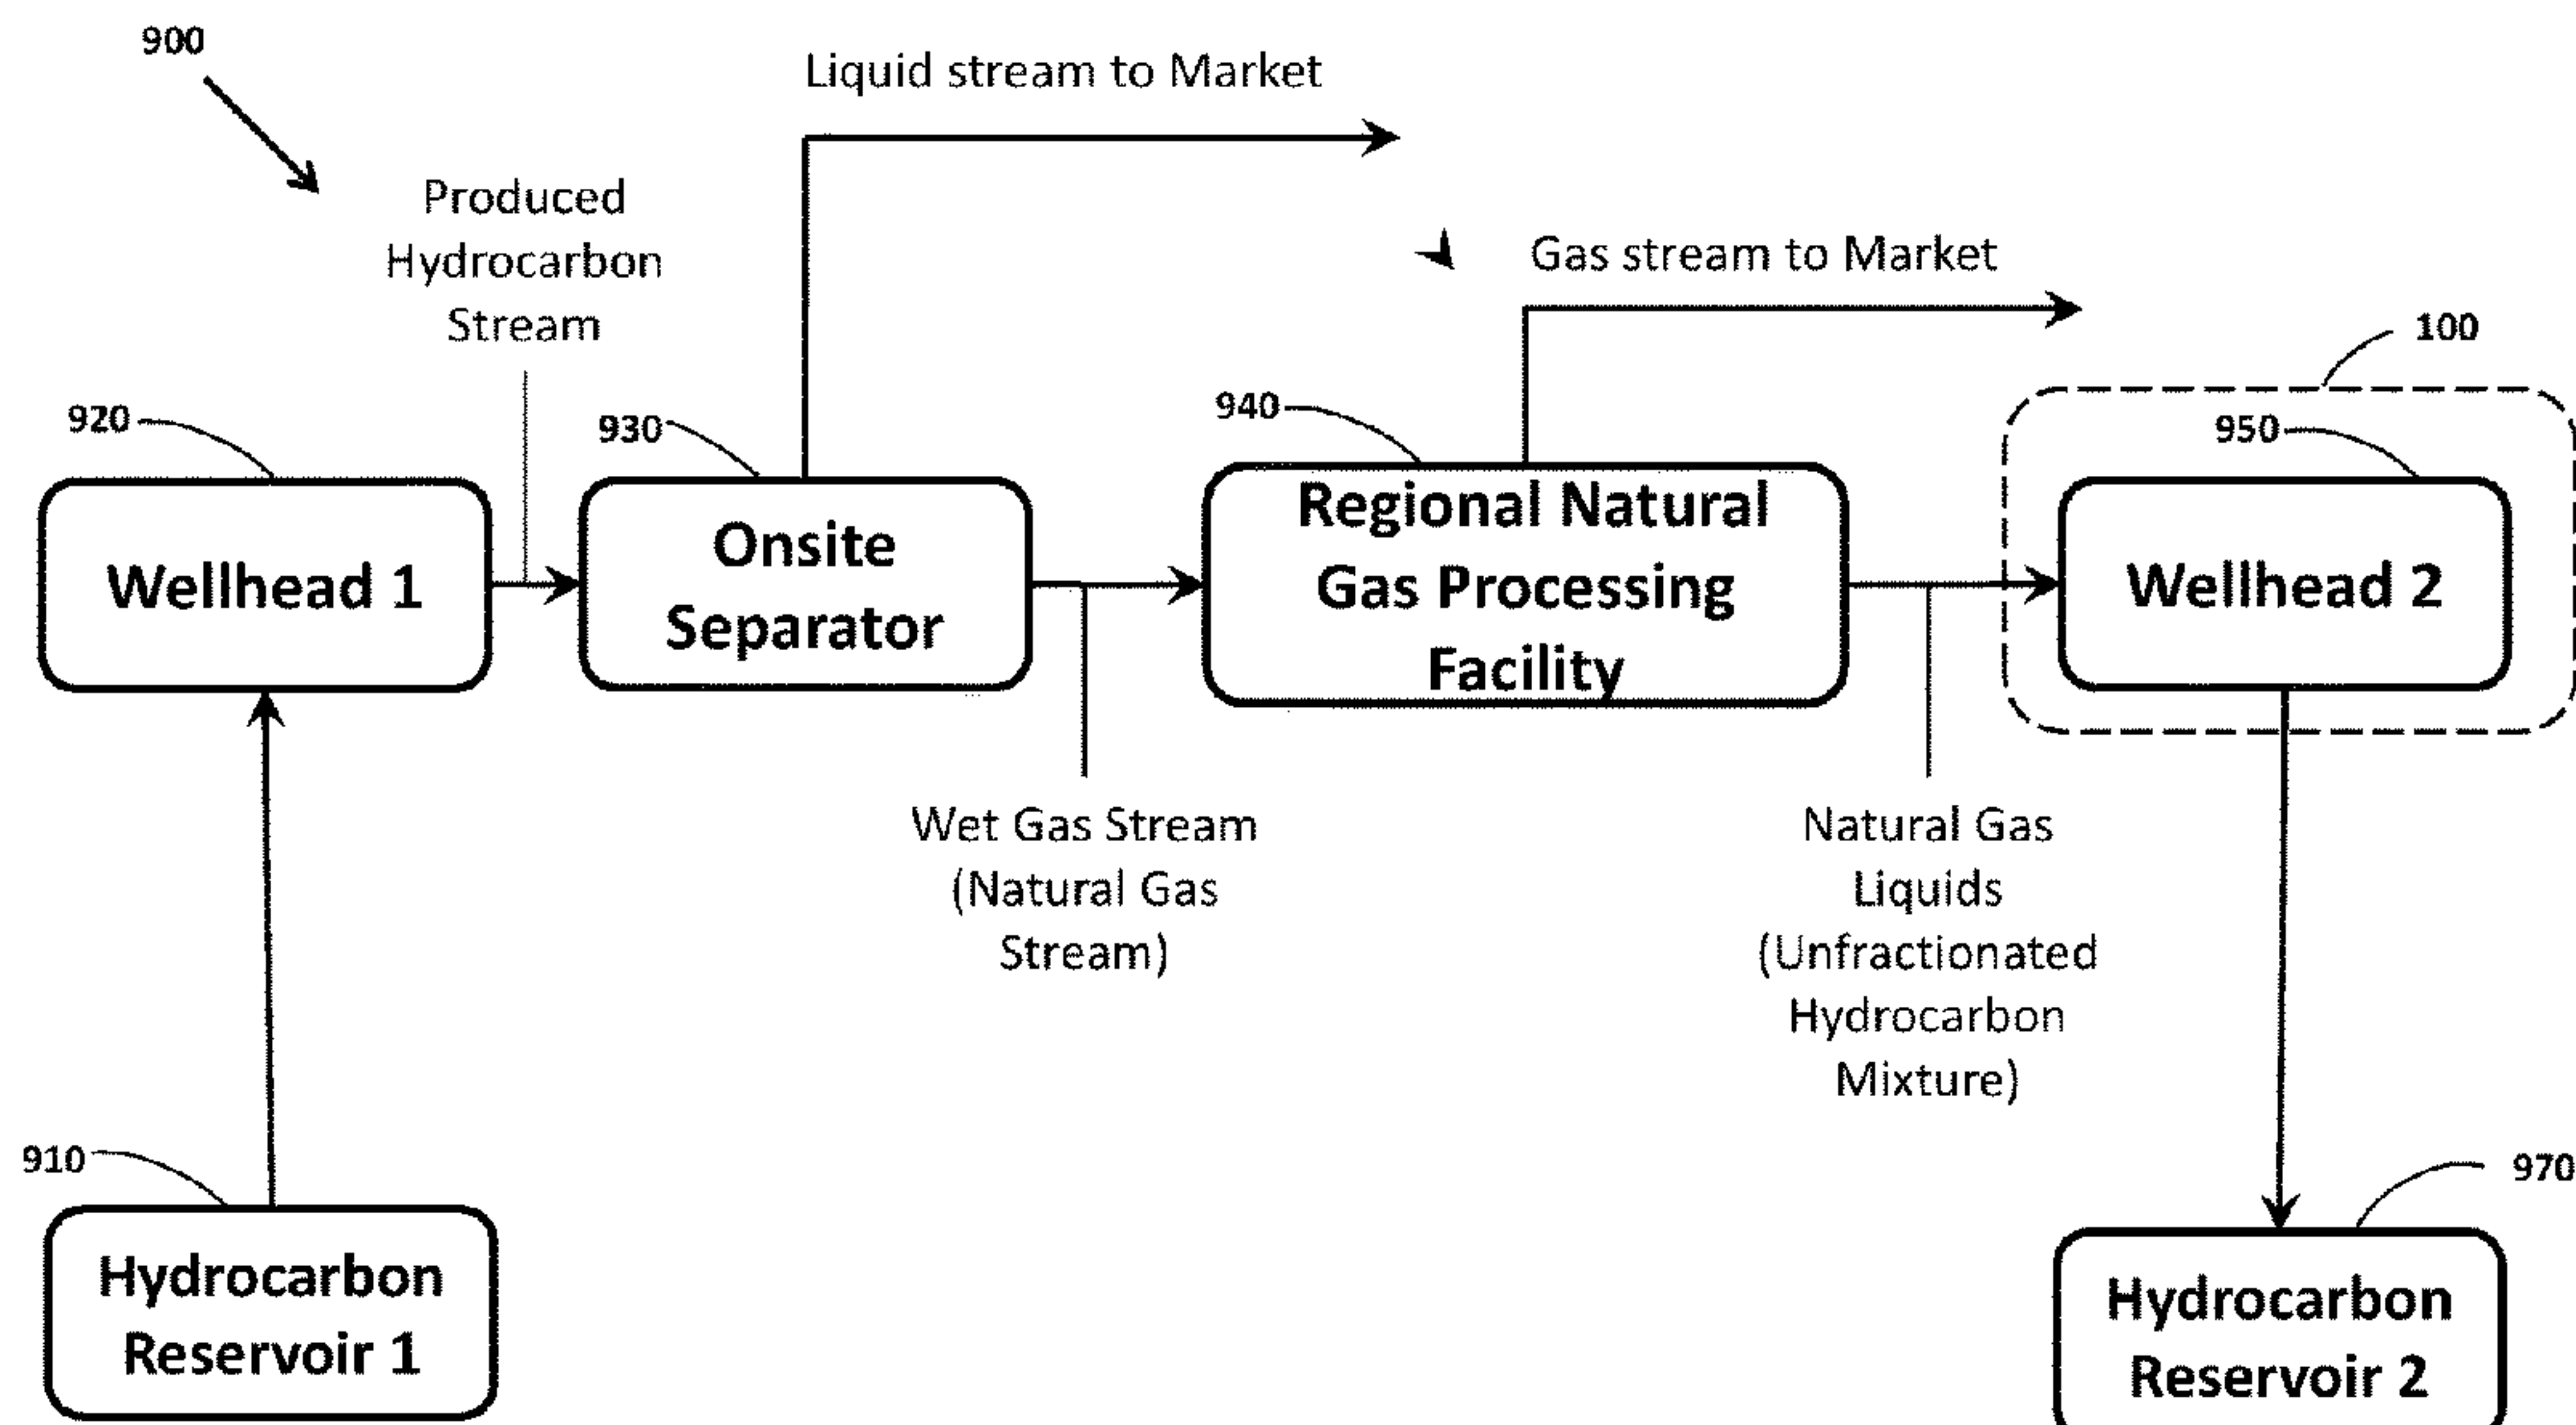 900
Liquid stream to Market
Produced
Hydrocarbon
Stream
Gas stream to Market
100
920
930
940
950
Wellhead 1
Onsite
Separator
Regional Natural
Gas Processing
Facility
Wellhead 2
Wet Gas Stream
(Natural Gas
Stream)
Natural Gas
Liquids
(Unfractionated
Hydrocarbon
Mixture)
910
970
Hydrocarbon
Reservoir 1
Hydrocarbon
Reservoir 2